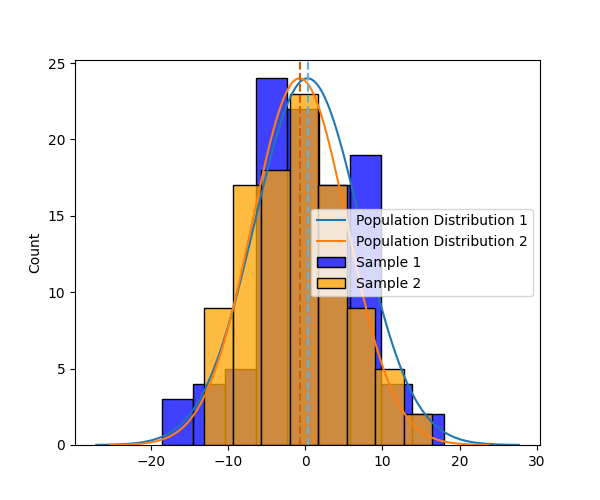 25
20
15
10
5
0
Count
Population Distribution 1
Population Distribution 2
Sample 1
Sample 2
−20
−10
0
10
20
30